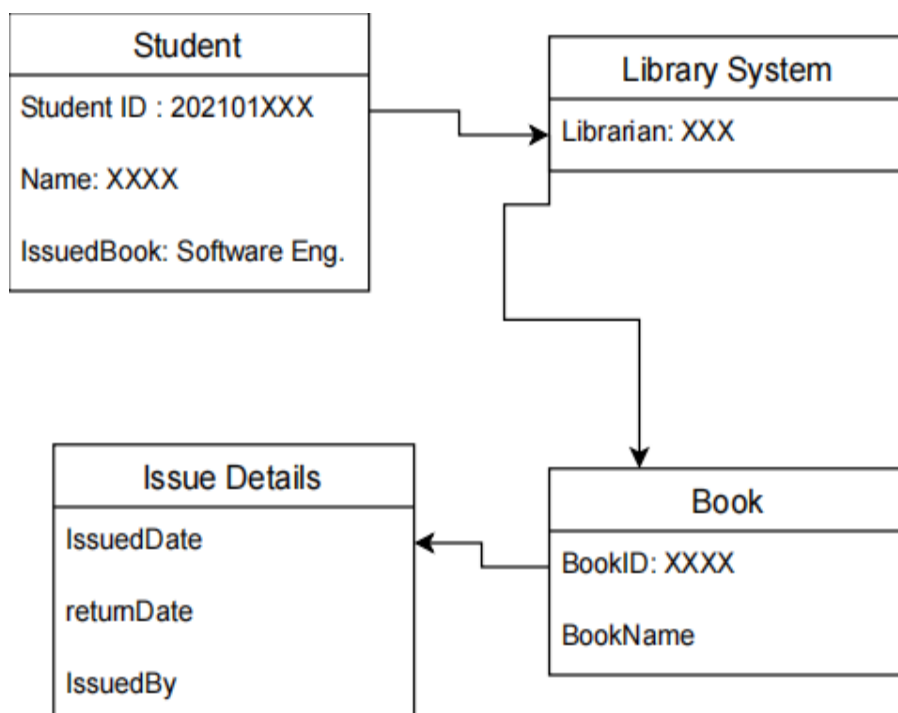 Student
Student ID : 202101XXX
Name: XXXX
IssuedBook: Software Eng.
Library System
Librarian: XXX
Book
BookID: XXXX
BookName
Issue Details
IssuedDate
returnDate
IssuedBy